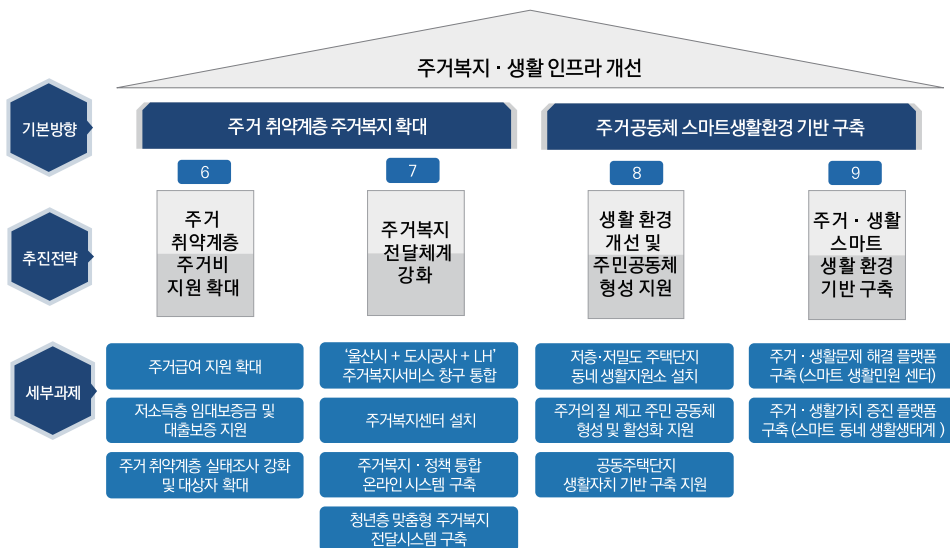 주거복지 · 생활 인프라 개선
기본방향
주거 취약계층 주거복지 확대
주거공동체 스마트생활환경 기반 구축
6
7
8
9
추진전략
주거
취약계층
주거비
지원 확대
주거복지
전달체계
강화
생활 환경
개선 및
주민공동체
형성 지원
주거 · 생활
스마트
생활 환경
기반 구축
세부과제
주거급여 지원 확대
저소득층 임대보증금 및
대출보증 지원
주거 취약계층 실태조사 강화
및 대상자 확대
‘울산시 + 도시공사 + LH’
주거복지서비스 창구 통합
주거복지센터 설치
주거복지 · 정책 통합
온라인 시스템 구축
청년층 맞춤형 주거복지
전달시스템 구축
저층·저밀도 주택단지
동네 생활지원소 설치
주거의 질 제고 주민 공동체
형성 및 활성화 지원
공동주택단지
생활자치 기반 구축 지원
주거 · 생활문제 해결 플랫폼
구축 (스마트 생활민원 센터)
주거 · 생활가치 증진 플랫폼
구축 (스마트 동네 생활생태계 )